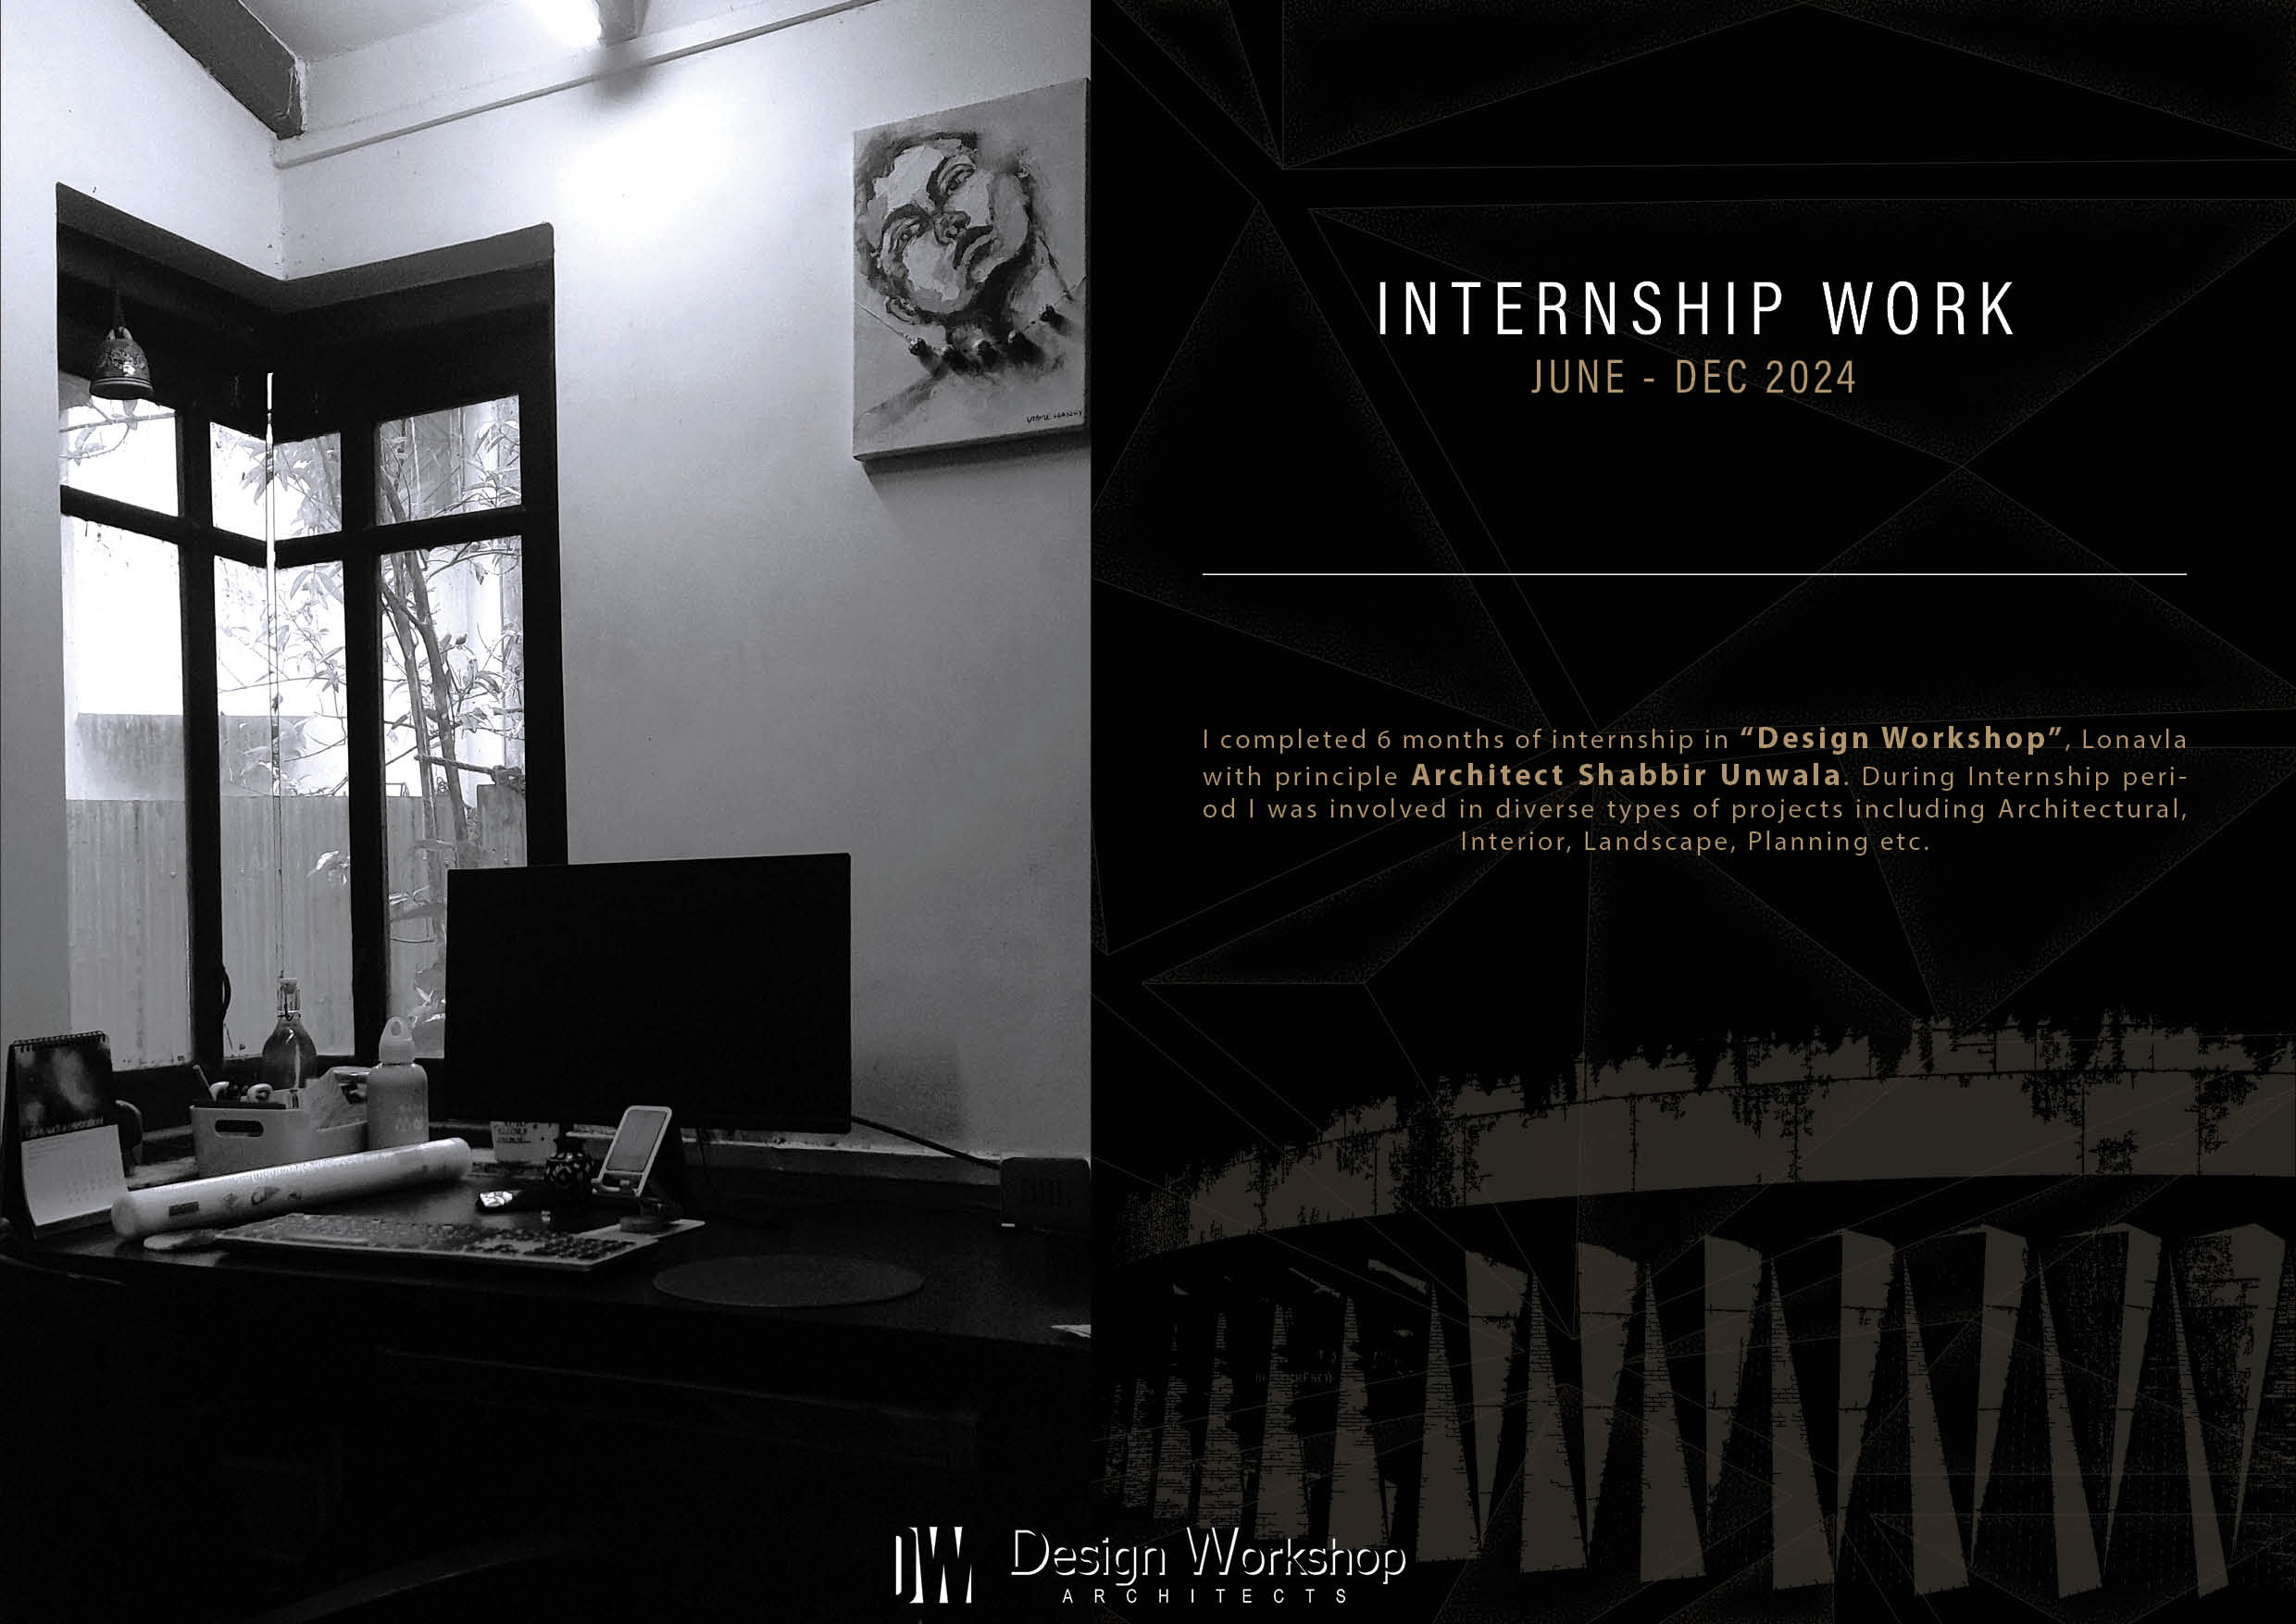 INTERNSHIP WORK
JUNE - DEC 2024
I completed 6 months of internship in “Design Workshop”, Lonavla
with principle Architect Shabbir Unwala. During Internship peri-
od I was involved in diverse types of projects including Architectural,
Interior, Landscape, Planning etc.
DW Design Workshop
ARCHITECTS